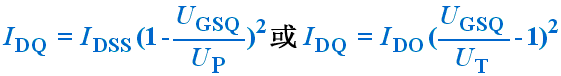 I_DQ = I_DSS(1-U_GSQ/U_P)² 或 I_DQ = I_DO(U_GSQ/U_T-1)²